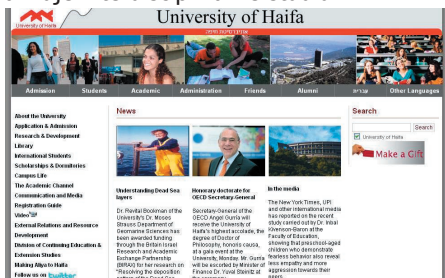 University of Haifa
University of Haifa
אוניברסיטת חיפה
Admission
Students
Academic
Administration
Friends
Alumni
עברית
Other Languages
About the University
Application & Admission
Research & Development
Library
International Students
Scholarships & Dormitories
Campus Life
The Academic Channel
Communication and Media
Registration Guide
Video
External Relations and Resource
Development
Division of Continuing Education &
Extension Studies
Making Aliya to Haifa
Follow us on twitter
News
Understanding Dead Sea
layers
Dr. Revital Bookman of the
University's Dr. Moses
Strauss Department of
Geomarine Sciences has
been awarded funding
through the Britain Israel
Research and Academic
Exchange Partnership
(BIRAX) for her research on
"Resolving the deposition
Honorary doctorate for
OECD Secretary-General
Secretary-General of the
OECD Angel Gurria will
receive the University of
Haifa's highest accolade, the
degree of Doctor of
Philosophy, honoris causa,
at a gala event at the
University, Monday. Mr. Gurria
will be escorted by Minister of
Finance Dr. Yuval Steinitz at
In the media
The New York Times, UPI
and other international media
has reported on the recent
study carried out by Dr. Inbal
Kivenson-Baron of the
Faculty of Education,
showing that preschool-aged
children who demonstrate
fearless behavior also reveal
less empathy and more
aggression towards their
Search
Search
University of Haifa
Make a Gift